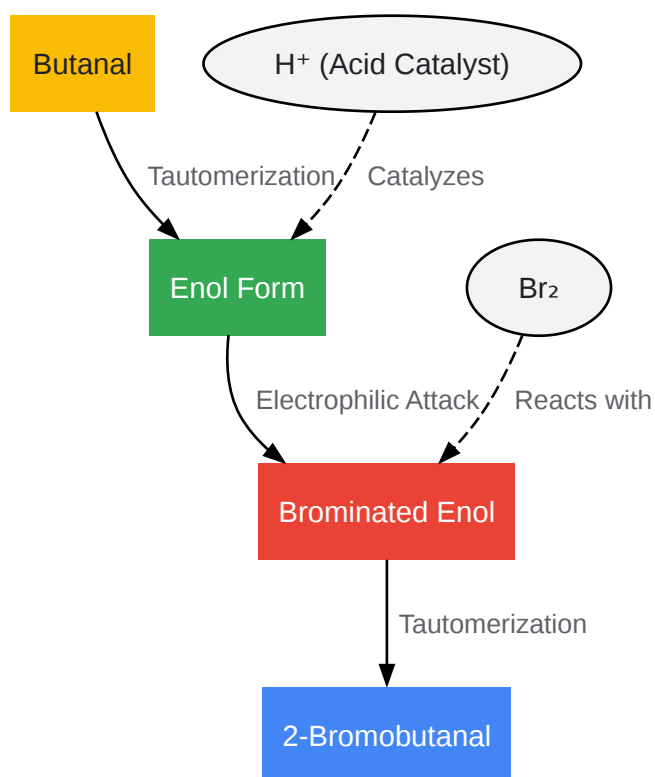 Butanal
H⁺ (Acid Catalyst)
Tautomerization
Catalyzes
Enol Form
Br₂
Electrophilic Attack
Reacts with
Brominated Enol
Tautomerization
2-Bromobutanal